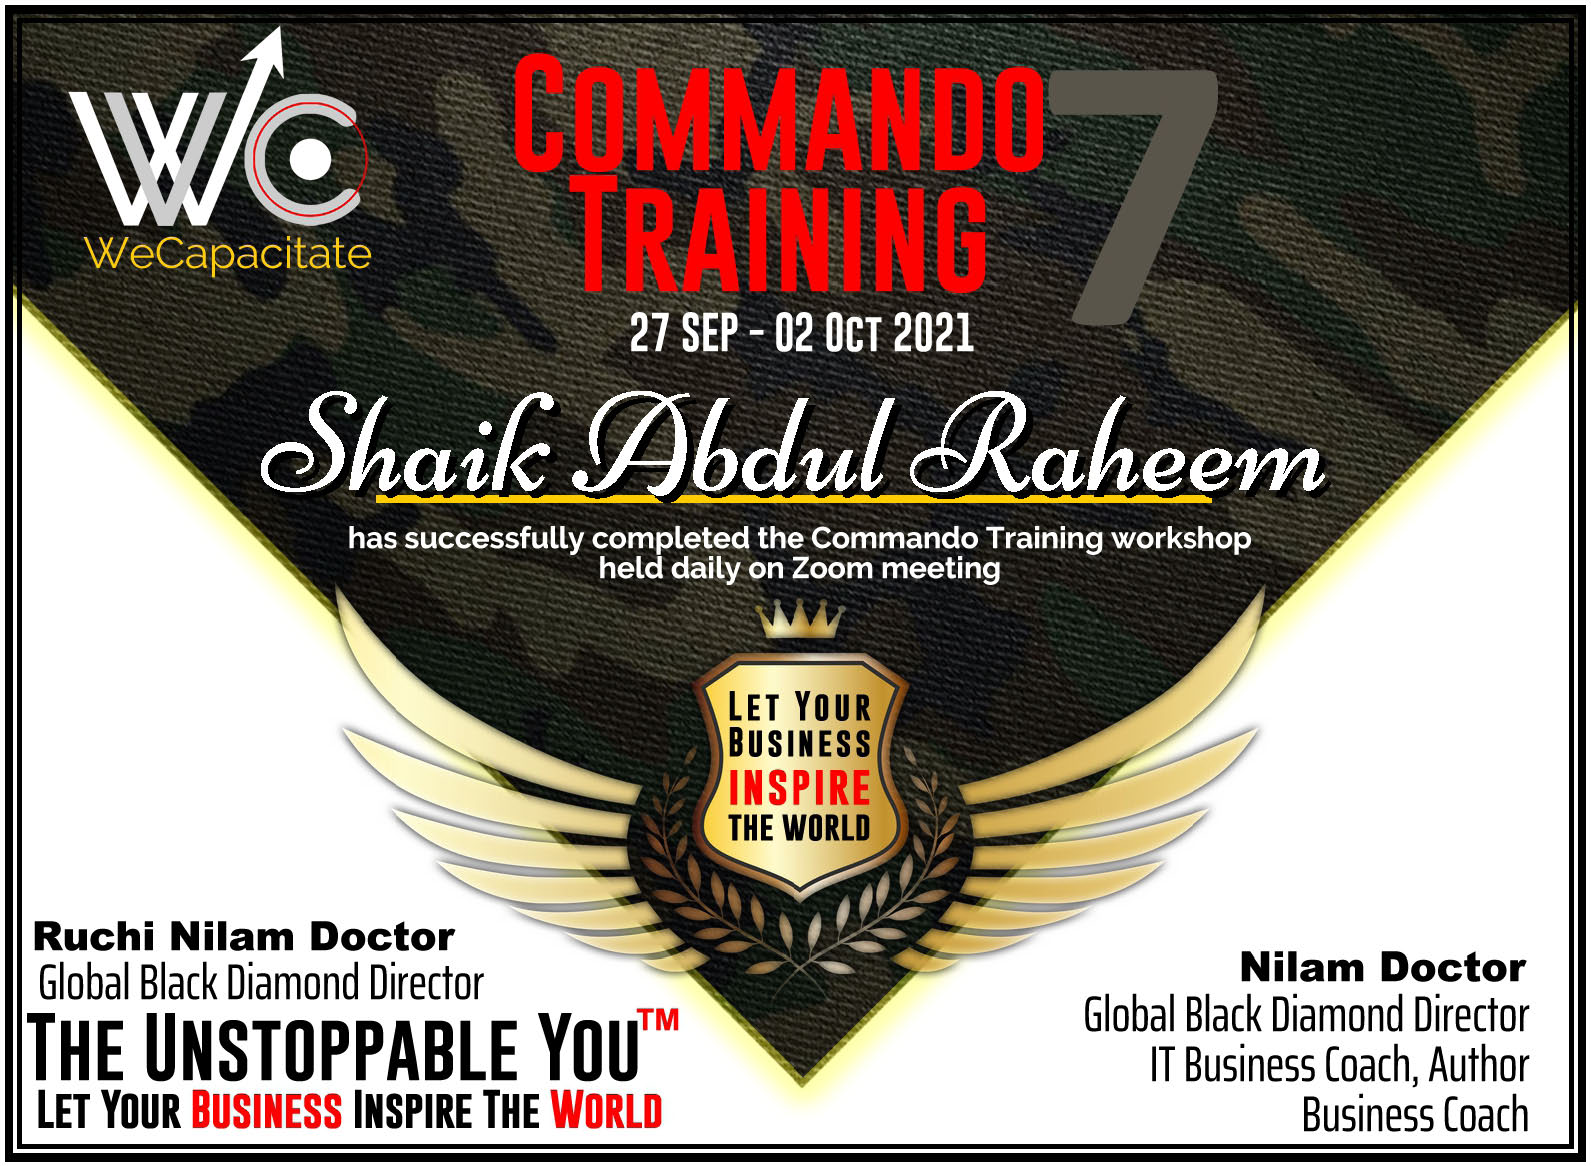 WC
WeCapacitate
COMMANDO 7
TRAINING
27 SEP - 02 OCT 2021
Shaik Abdul Raheem
has successfully completed the Commando Training workshop
held daily on Zoom meeting
LET YOUR
BUSINESS
INSPIRE
THE WORLD
Ruchi Nilam Doctor
Global Black Diamond Director
THE UNSTOPPABLE YOU™
LET YOUR BUSINESS INSPIRE THE WORLD
Nilam Doctor
Global Black Diamond Director
IT Business Coach, Author
Business Coach